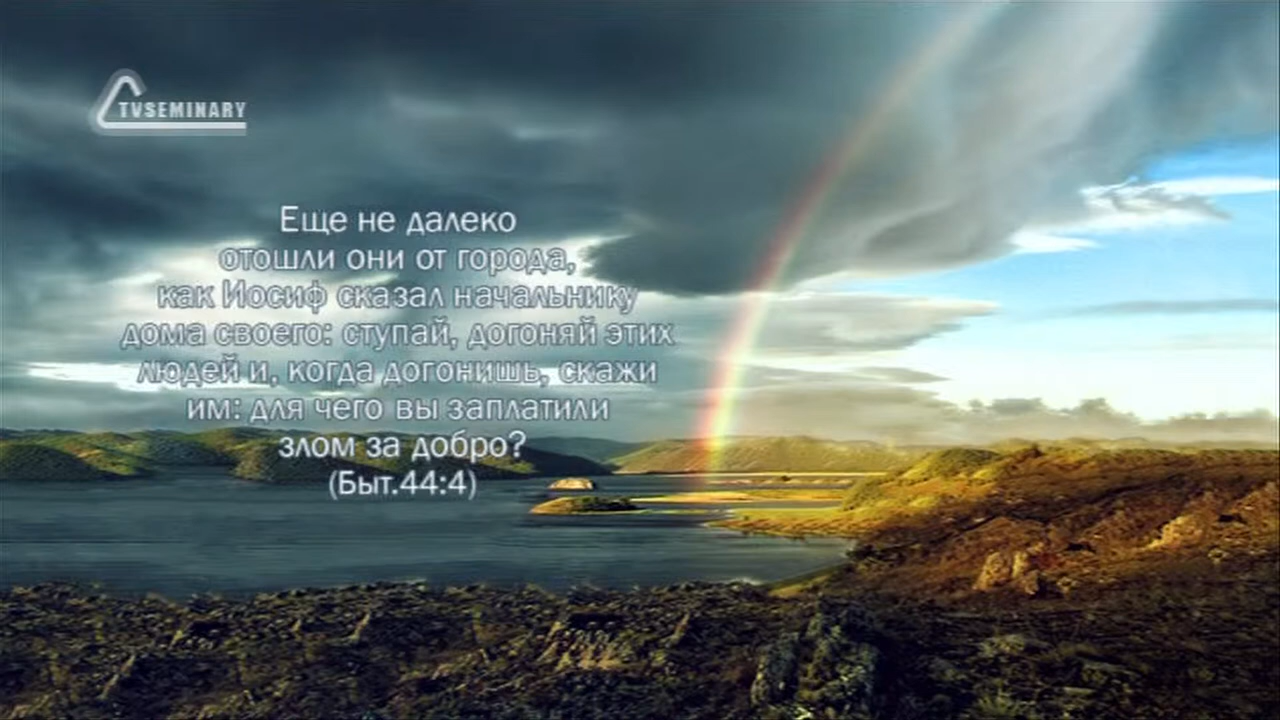 TVSEMINARY
Еще не далеко
отошли они от города,
как Иосиф сказал начальнику
дома своего: ступай, догоняй этих
людей и, когда догонишь, скажи
им: для чего вы заплатили
злом за добро?
(Быт.44:4)